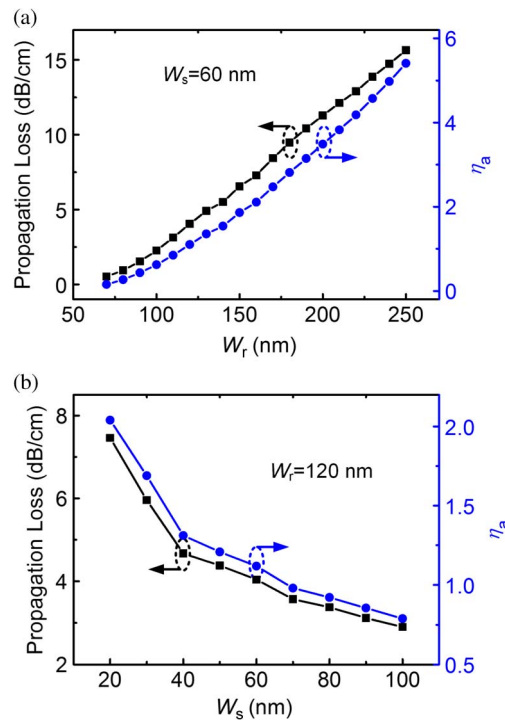 (a)
Propagation Loss (dB/cm)
15
10
5
0
Ws=60 nm
6
4
2
0
ηa
50 100 150 200 250
Wr (nm)
(b)
Propagation Loss (dB/cm)
8
6
4
2
Wr=120 nm
2.0
1.5
1.0
0.5
ηa
20 40 60 80 100
Ws (nm)